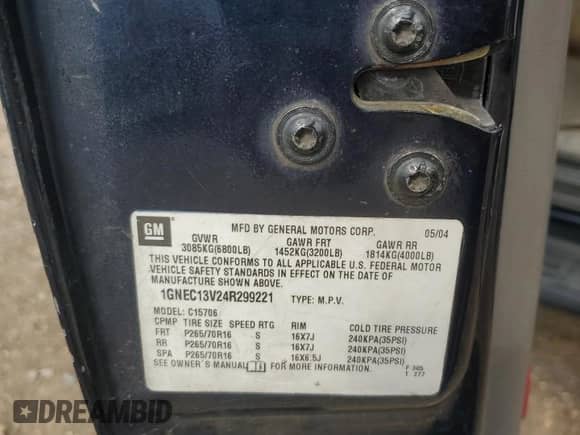 GM
MFD BY GENERAL MOTORS CORP. 05/04
GVWR GAWR FRT GAWR RR
3085KG(6800LB) 1452KG(3200LB) 1814KG(4000LB)
THIS VEHICLE CONFORMS TO ALL APPLICABLE U.S. FEDERAL MOTOR
VEHICLE SAFETY STANDARDS IN EFFECT ON THE DATE OF
MANUFACTURE SHOWN ABOVE.
1GNEC13V24R299221 TYPE: M.P.V.
MODEL: C15706
CPMP TIRE SIZE SPEED RTG RIM COLD TIRE PRESSURE
FRT P265/70R16 S 16X7J 240KPA(35PSI)
RR P265/70R16 S 16X7J 240KPA(35PSI)
SPA P265/70R16 S 16X6.5J 240KPA(35PSI)
SEE OWNER'S MANUAL FOR MORE INFORMATION.
DREAMBID